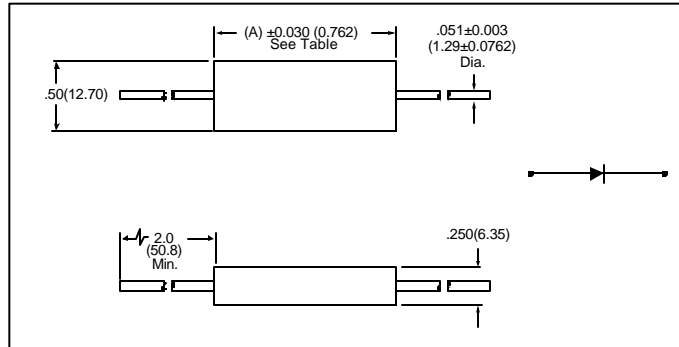 (A) ±0.030 (0.762)
See Table
.051±0.003
(1.29±0.0762)
Dia.
.50(12.70)
2.0
(50.8)
Min.
.250(6.35)